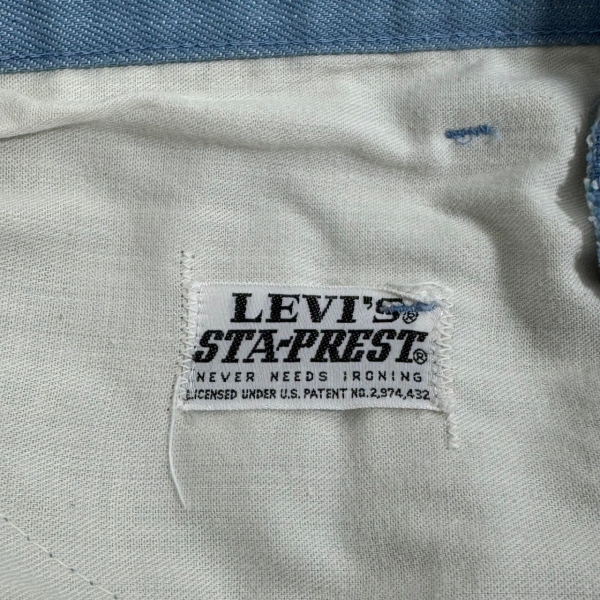 LEVI'S®
STA-PREST®
NEVER NEEDS IRONING
LICENSED UNDER U.S. PATENT NO. 2,974,432